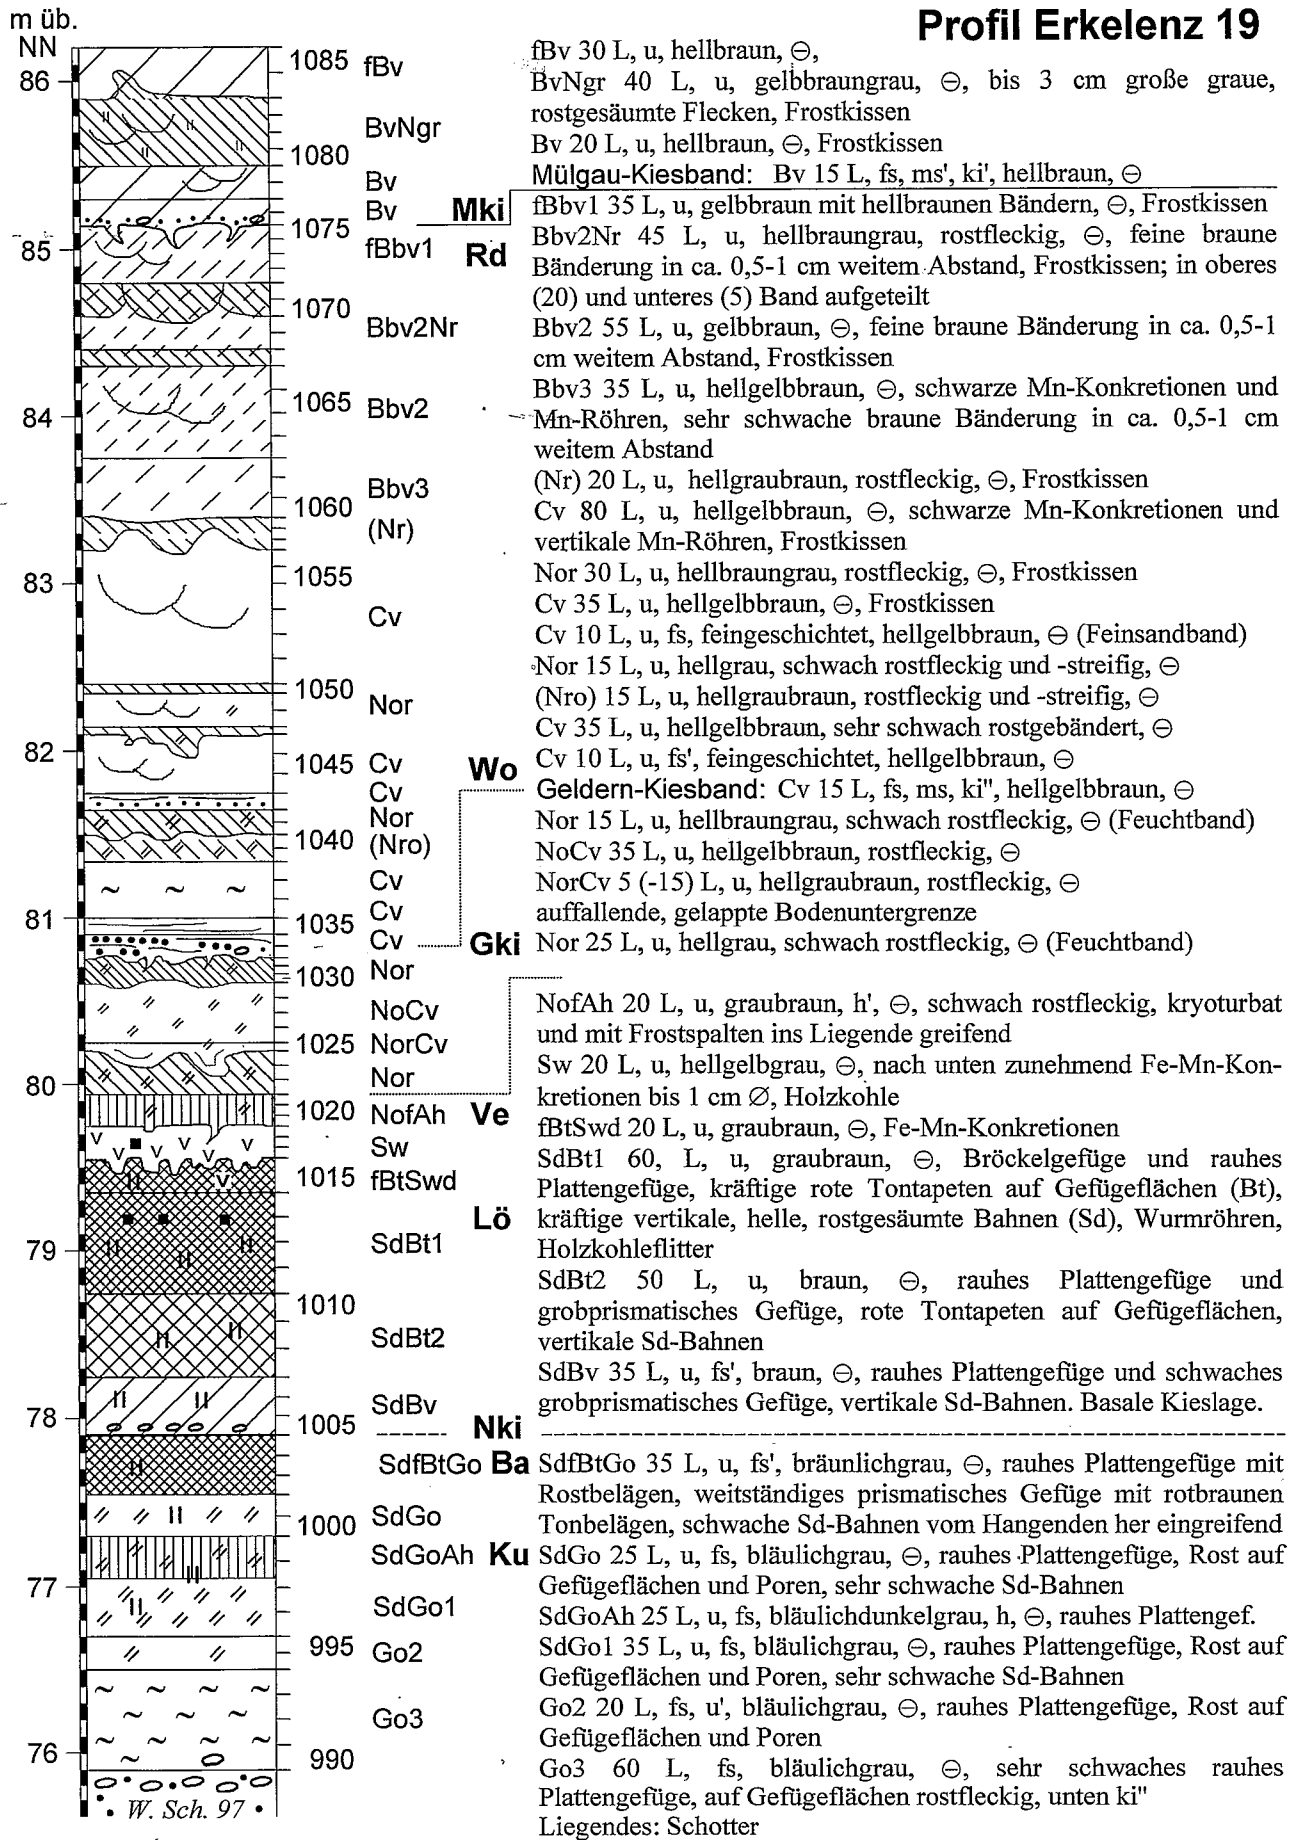 m üb.
NN
Profil Erkelenz 19
86
85
84
83
82
81
80
79
78
77
76
1085
1080
1075
1070
1065
1060
1055
1050
1045
1040
1035
1030
1025
1020
1015
1010
1005
1000
995
990
fBv
BvNgr
Bv
Bv
fBbv1
Bbv2Nr
Bbv2
Bbv3
(Nr)
Cv
Nor
Cv
Cv
Nor
(Nro)
Cv
Cv
Cv
Nor
NoCv
NorCv
Nor
NofAh
Sw
fBtSwd
SdBt1
SdBt2
SdBv
SdfBtGo
SdGo
SdGoAh
SdGo1
Go2
Go3
Mki
Rd
Wo
Gki
Ve
Lö
Nki
Ba
Ku
fBv 30 L, u, hellbraun, ⊖,
BvNgr 40 L, u, gelbbraungrau, ⊖, bis 3 cm große graue,
rostgesäumte Flecken, Frostkissen
Bv 20 L, u, hellbraun, ⊖, Frostkissen
Mülgau-Kiesband: Bv 15 L, fs, ms', ki', hellbraun, ⊖
fBbv1 35 L, u, gelbbraun mit hellbraunen Bändern, ⊖, Frostkissen
Bbv2Nr 45 L, u, hellbraungrau, rostfleckig, ⊖, feine braune
Bänderung in ca. 0,5-1 cm weitem Abstand, Frostkissen; in oberes
(20) und unteres (5) Band aufgeteilt
Bbv2 55 L, u, gelbbraun, ⊖, feine braune Bänderung in ca. 0,5-1
cm weitem Abstand, Frostkissen
Bbv3 35 L, u, hellgelbbraun, ⊖, schwarze Mn-Konkretionen und
Mn-Röhren, sehr schwache braune Bänderung in ca. 0,5-1 cm
weitem Abstand
(Nr) 20 L, u, hellgraubraun, rostfleckig, ⊖, Frostkissen
Cv 80 L, u, hellgelbbraun, ⊖, schwarze Mn-Konkretionen und
vertikale Mn-Röhren, Frostkissen
Nor 30 L, u, hellbraungrau, rostfleckig, ⊖, Frostkissen
Cv 35 L, u, hellgelbbraun, ⊖, Frostkissen
Cv 10 L, u, fs, feingeschichtet, hellgelbbraun, ⊖ (Feinsandband)
Nor 15 L, u, hellgrau, schwach rostfleckig und -streifig, ⊖
(Nro) 15 L, u, hellgraubraun, rostfleckig und -streifig, ⊖
Cv 35 L, u, hellgelbbraun, sehr schwach rostgebändert, ⊖
Cv 10 L, u, fs', feingeschichtet, hellgelbbraun, ⊖
Geldern-Kiesband: Cv 15 L, fs, ms, ki", hellgelbbraun, ⊖
Nor 15 L, u, hellbraungrau, schwach rostfleckig, ⊖ (Feuchtband)
NoCv 35 L, u, hellgelbbraun, rostfleckig, ⊖
NorCv 5 (-15) L, u, hellgraubraun, rostfleckig, ⊖
auffallende, gelappte Bodenuntergrenze
Nor 25 L, u, hellgrau, schwach rostfleckig, ⊖ (Feuchtband)
NofAh 20 L, u, graubraun, h', ⊖, schwach rostfleckig, kryoturbat
und mit Frostspalten ins Liegende greifend
Sw 20 L, u, hellgelbgrau, ⊖, nach unten zunehmend Fe-Mn-Kon-
kretionen bis 1 cm Ø, Holzkohle
fBtSwd 20 L, u, graubraun, ⊖, Fe-Mn-Konkretionen
SdBt1 60, L, u, graubraun, ⊖, Bröckelgefüge und rauhes
Plattengefüge, kräftige rote Tontapeten auf Gefügeflächen (Bt),
kräftige vertikale, helle, rostgesäumte Bahnen (Sd), Wurmröhren,
Holzkohleflitter
SdBt2 50 L, u, braun, ⊖, rauhes Plattengefüge und
grobprismatisches Gefüge, rote Tontapeten auf Gefügeflächen,
vertikale Sd-Bahnen
SdBv 35 L, u, fs', braun, ⊖, rauhes Plattengefüge und schwaches
grobprismatisches Gefüge, vertikale Sd-Bahnen. Basale Kieslage.
SdfBtGo 35 L, u, fs', bräunlichgrau, ⊖, rauhes Plattengefüge mit
Rostbelägen, weitständiges prismatisches Gefüge mit rotbraunen
Tonbelägen, schwache Sd-Bahnen vom Hangenden her eingreifend
SdGo 25 L, u, fs, bläulichgrau, ⊖, rauhes Plattengefüge, Rost auf
Gefügeflächen und Poren, sehr schwache Sd-Bahnen
SdGoAh 25 L, u, fs, bläulichdunkelgrau, h, ⊖, rauhes Plattengef.
SdGo1 35 L, u, fs, bläulichgrau, ⊖, rauhes Plattengefüge, Rost auf
Gefügeflächen und Poren, sehr schwache Sd-Bahnen
Go2 20 L, fs, u', bläulichgrau, ⊖, rauhes Plattengefüge, Rost auf
Gefügeflächen und Poren
Go3 60 L, fs, bläulichgrau, ⊖, sehr schwaches rauhes
Plattengefüge, auf Gefügeflächen rostfleckig, unten ki"
Liegendes: Schotter
W. Sch. 97